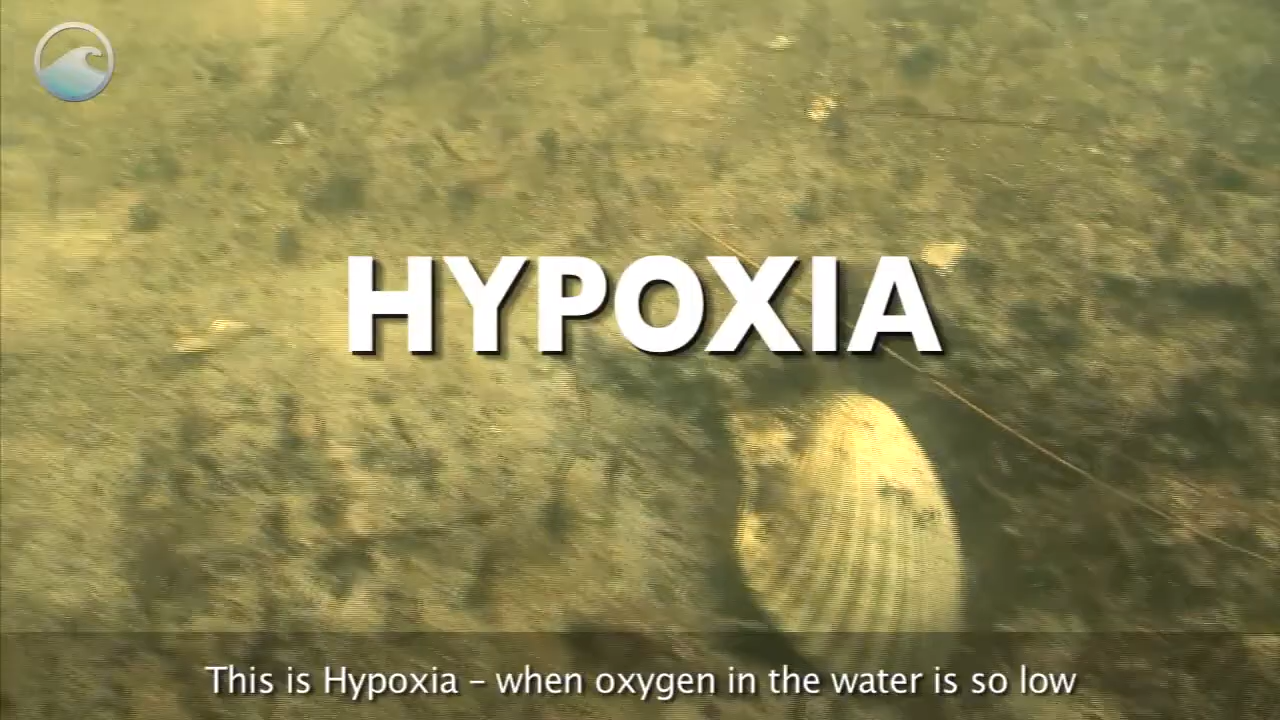 HYPOXIA
This is Hypoxia – when oxygen in the water is so low